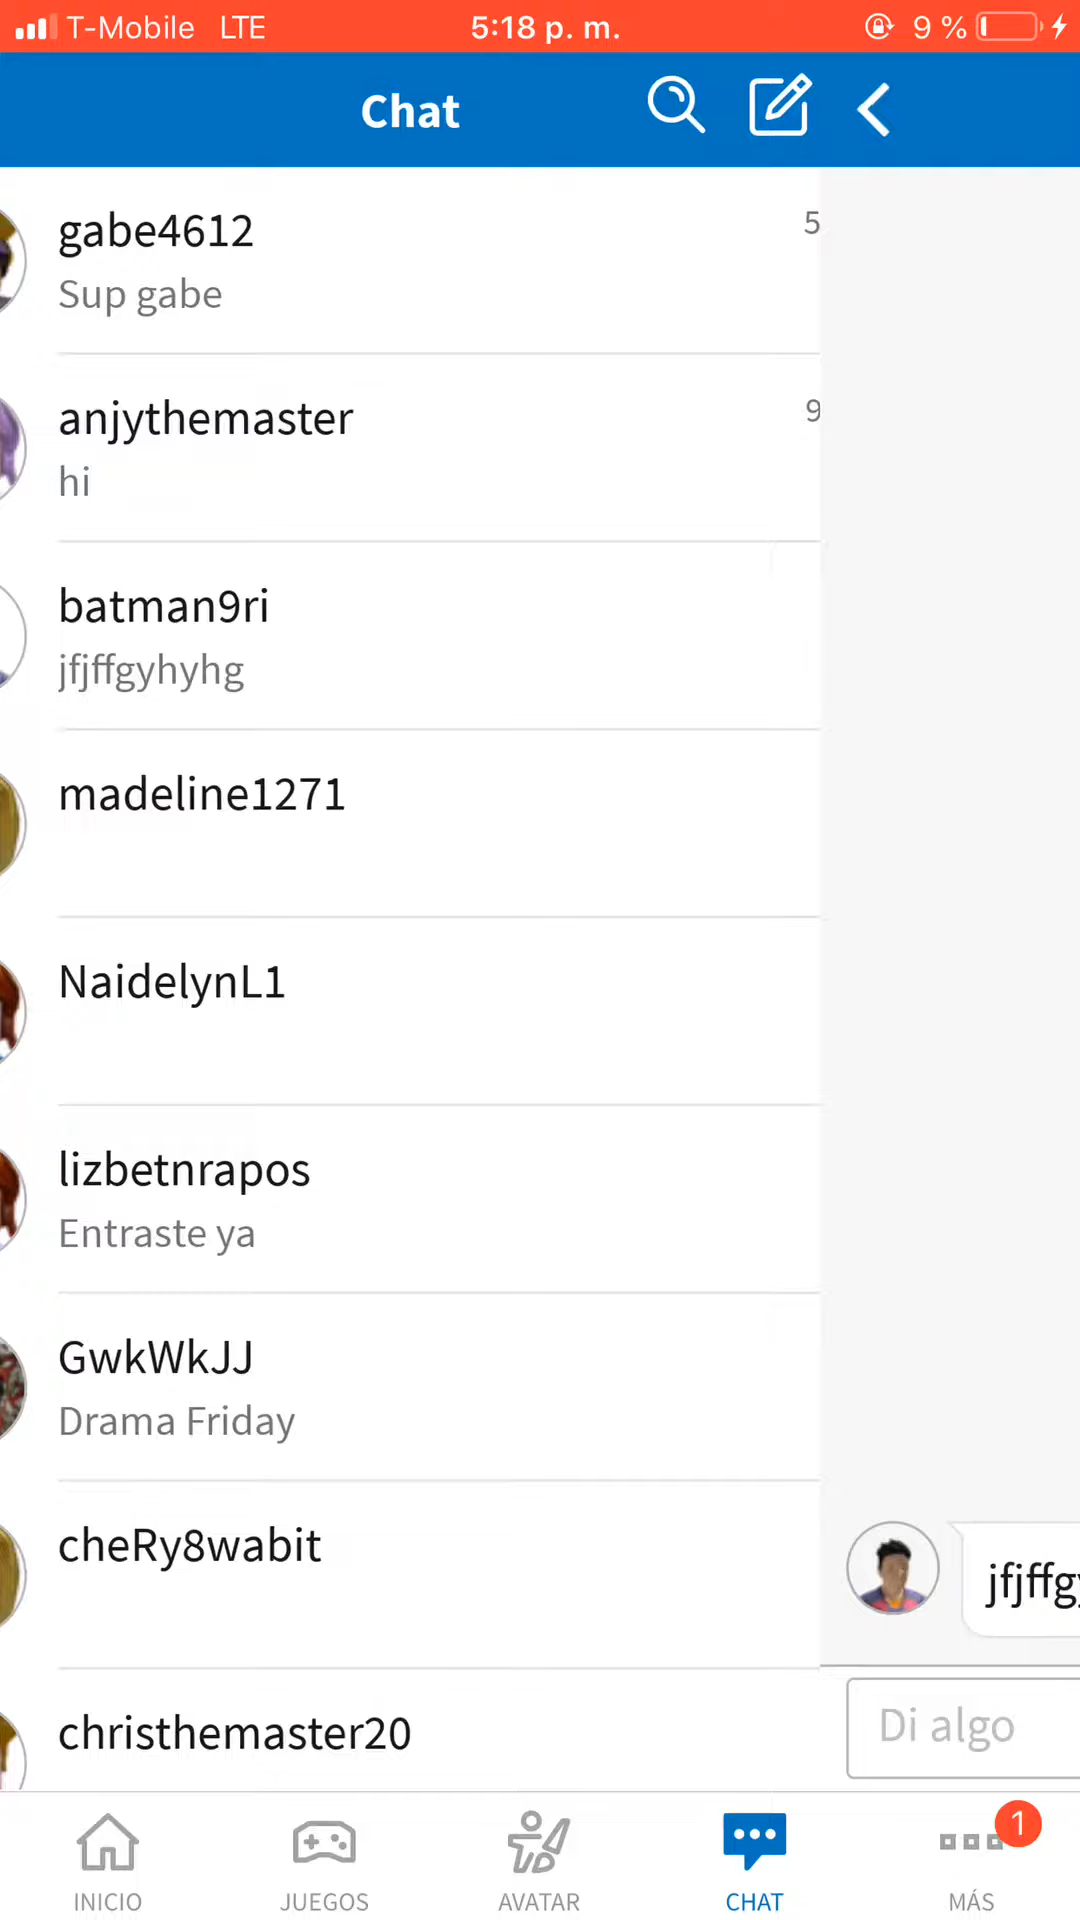 T-Mobile LTE 5:18 p. m. 9 %
Chat
gabe4612 5
Sup gabe
anjythemaster 9
hi
batman9ri
jfjffgyhyhg
madeline1271
NaidelynL1
lizbetnrapos
Entraste ya
GwkWkJJ
Drama Friday
cheRy8wabit
jfjffgy
christhemaster20
Di algo
1
INICIO JUEGOS AVATAR CHAT MÁS